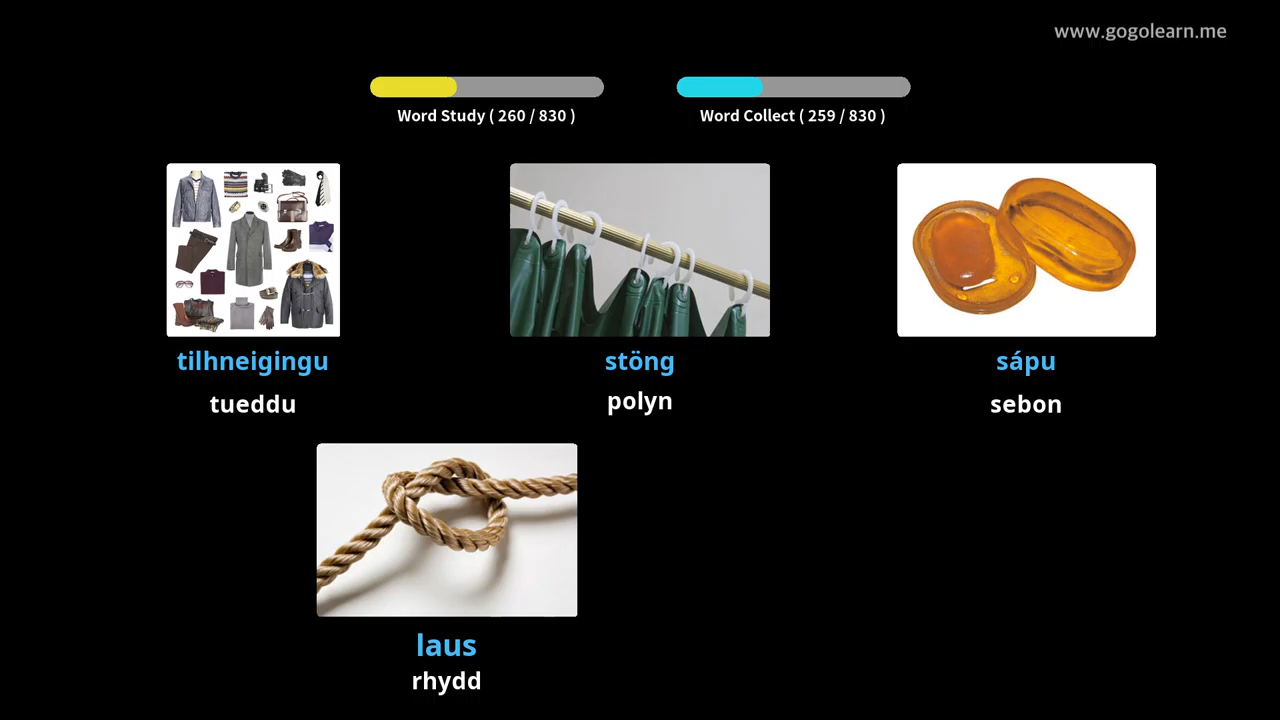 www.gogolearn.me
Word Study ( 260 / 830 )
Word Collect ( 259 / 830 )
tilhneigingu
tueddu
stöng
polyn
sápu
sebon
laus
rhydd